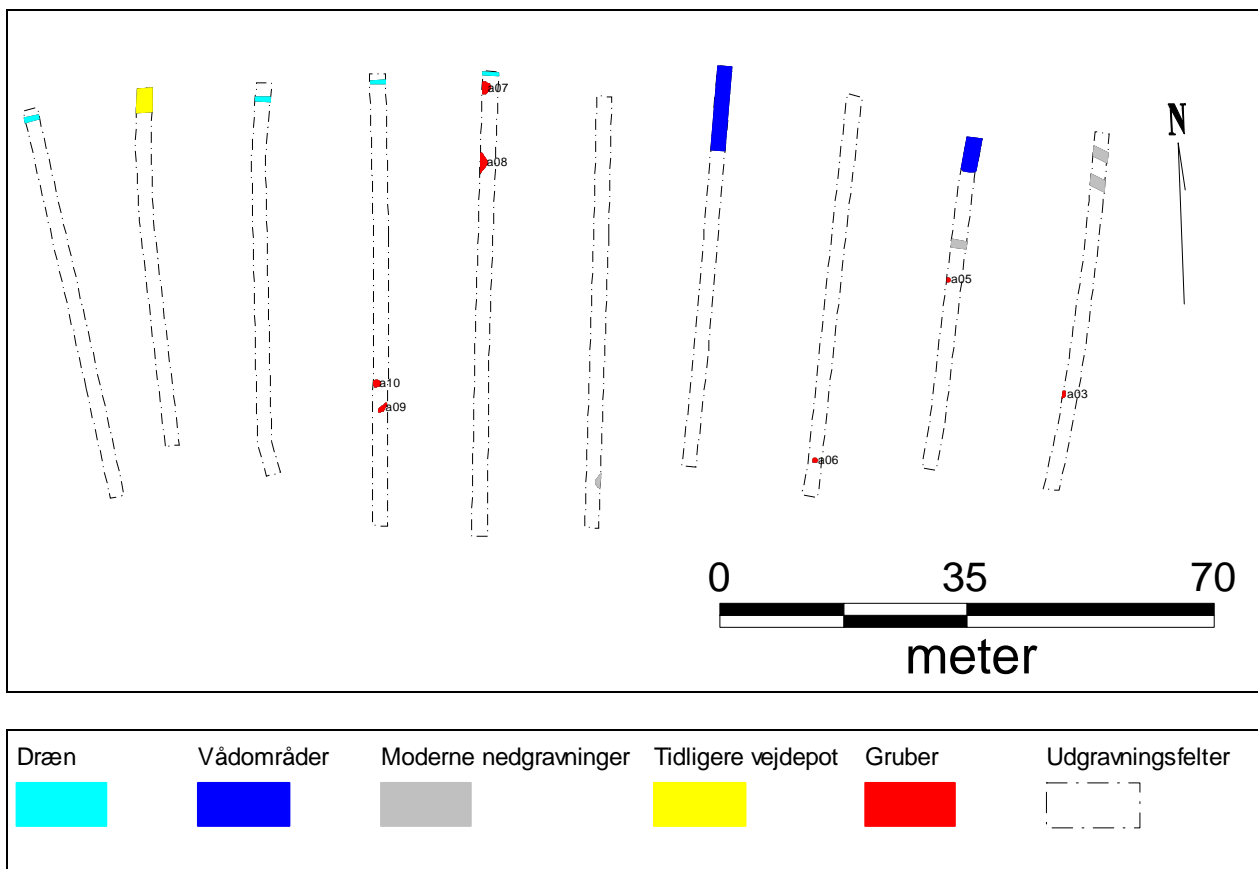 a07
N
a08
a05
a10
a03
a09
a06
0 35 70
meter
Dræn Vådområder Moderne nedgravninger Tidligere vejdepot Gruber Udgravningsfelter